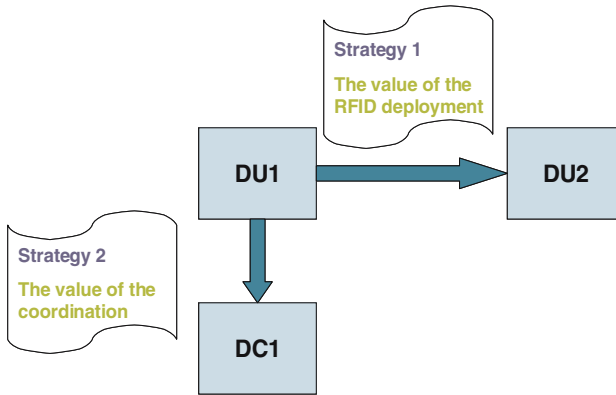 Strategy 1
The value of the
RFID deployment
DU1
DU2
Strategy 2
The value of the
coordination
DC1